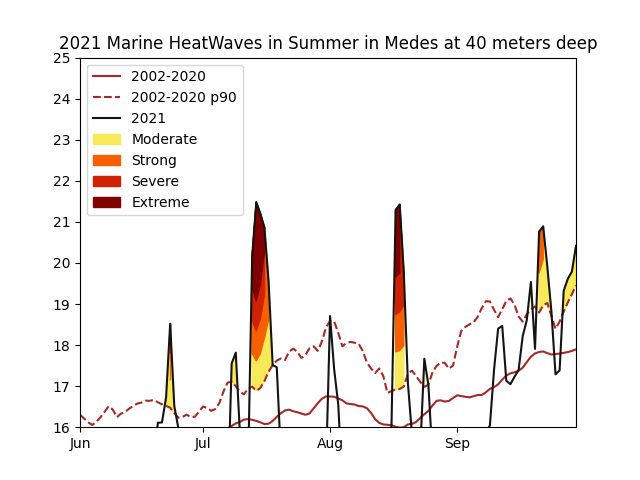 2021 Marine HeatWaves in Summer in Medes at 40 meters deep
25
24
23
22
21
20
19
18
17
16
2002-2020
2002-2020 p90
2021
Moderate
Strong
Severe
Extreme
Jun
Jul
Aug
Sep